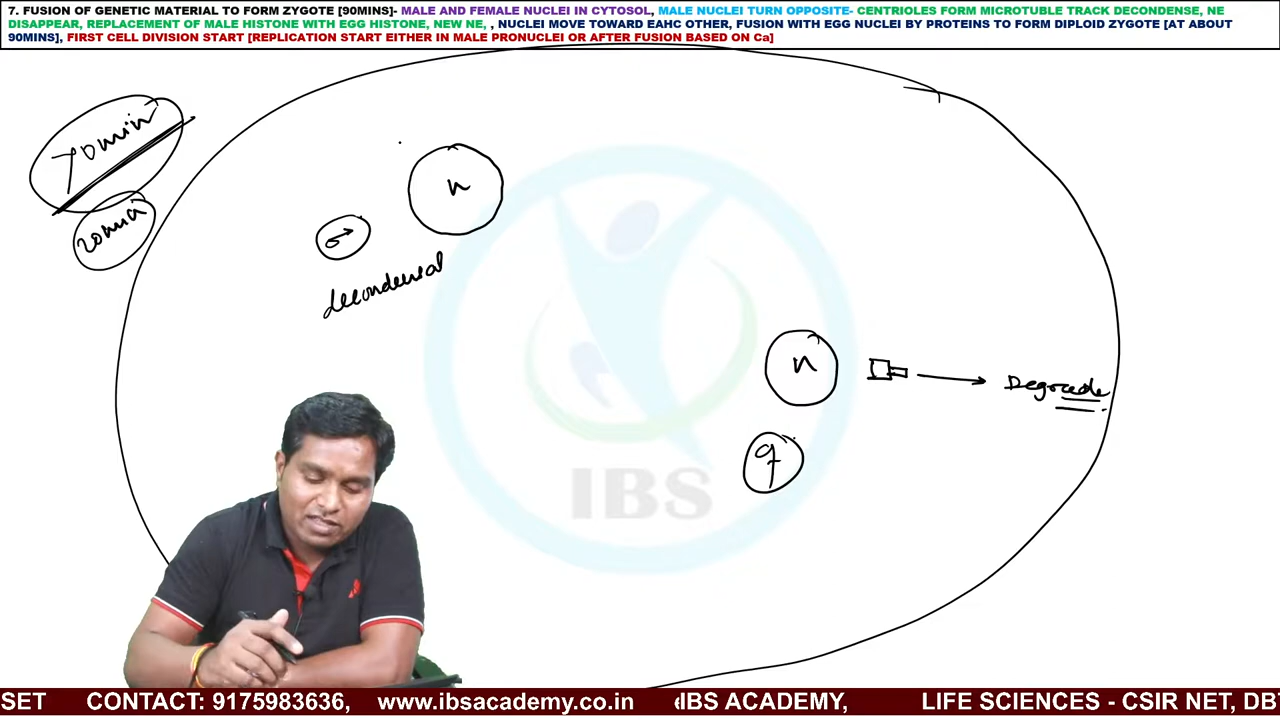 7. FUSION OF GENETIC MATERIAL TO FORM ZYGOTE [90MINS]- MALE AND FEMALE NUCLEI IN CYTOSOL, MALE NUCLEI TURN OPPOSITE- CENTRIOLES FORM MICROTUBLE TRACK DECONDENSE, NE
DISAPPEAR, REPLACEMENT OF MALE HISTONE WITH EGG HISTONE, NEW NE, , NUCLEI MOVE TOWARD EAHC OTHER, FUSION WITH EGG NUCLEI BY PROTEINS TO FORM DIPLOID ZYGOTE [AT ABOUT
90MINS], FIRST CELL DIVISION START [REPLICATION START EITHER IN MALE PRONUCLEI OR AFTER FUSION BASED ON Ca]
n
♂
n
Degrade
♀
IBS
SET CONTACT: 9175983636, www.ibsacademy.co.in IBS ACADEMY, LIFE SCIENCES - CSIR NET, DB